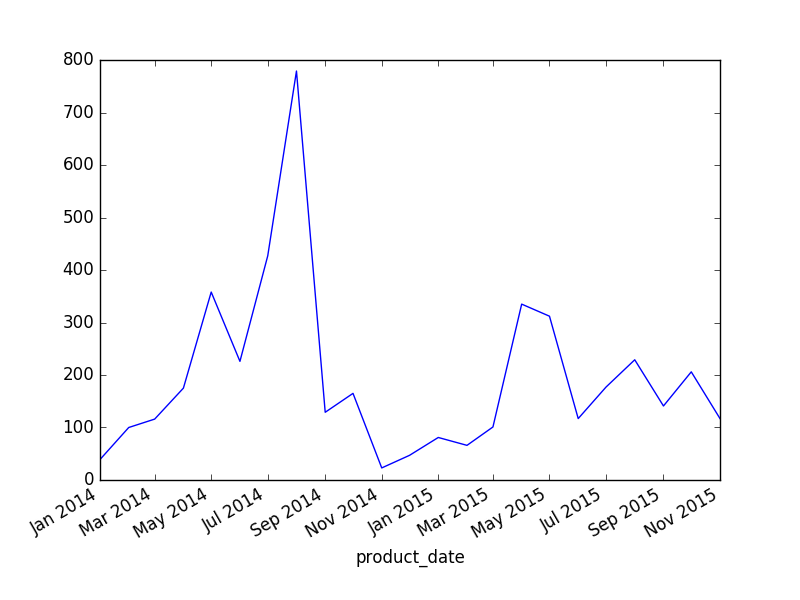 800
700
600
500
400
300
200
100
0
Jan 2014
Mar 2014
May 2014
Jul 2014
Sep 2014
Nov 2014
Jan 2015
Mar 2015
May 2015
Jul 2015
Sep 2015
Nov 2015
product_date